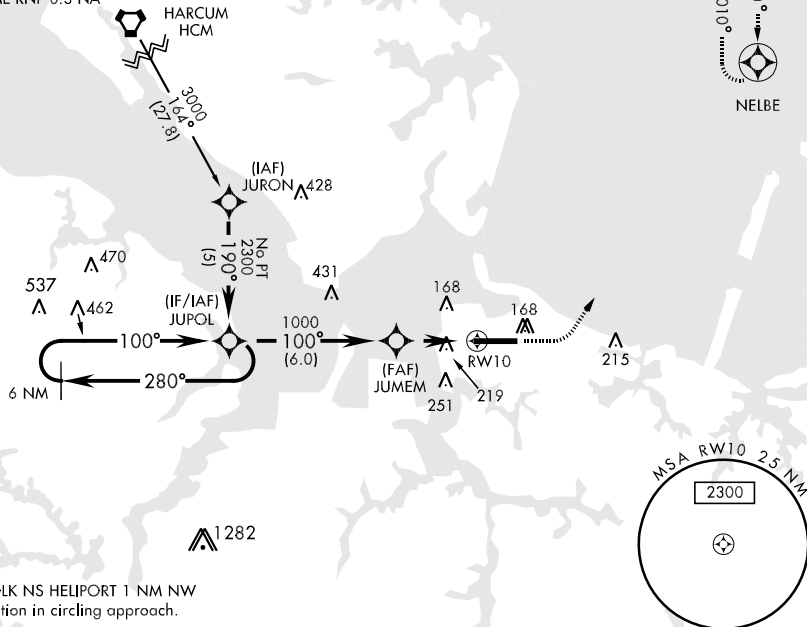 HARCUM
HCM
3000
164°
(27.8)
010°
NELBE
(IAF)
JURON
428
No PT
2300
190°
(5)
470
537
462
(IF/IAF)
JUPOL
431
168
168
100°
1000
100°
(6.0)
280°
6 NM
(FAF)
JUMEM
RW10
215
219
251
MSA RW10 25 NM
2300
1282
LK NS HELIPORT 1 NM NW
tion in circling approach.